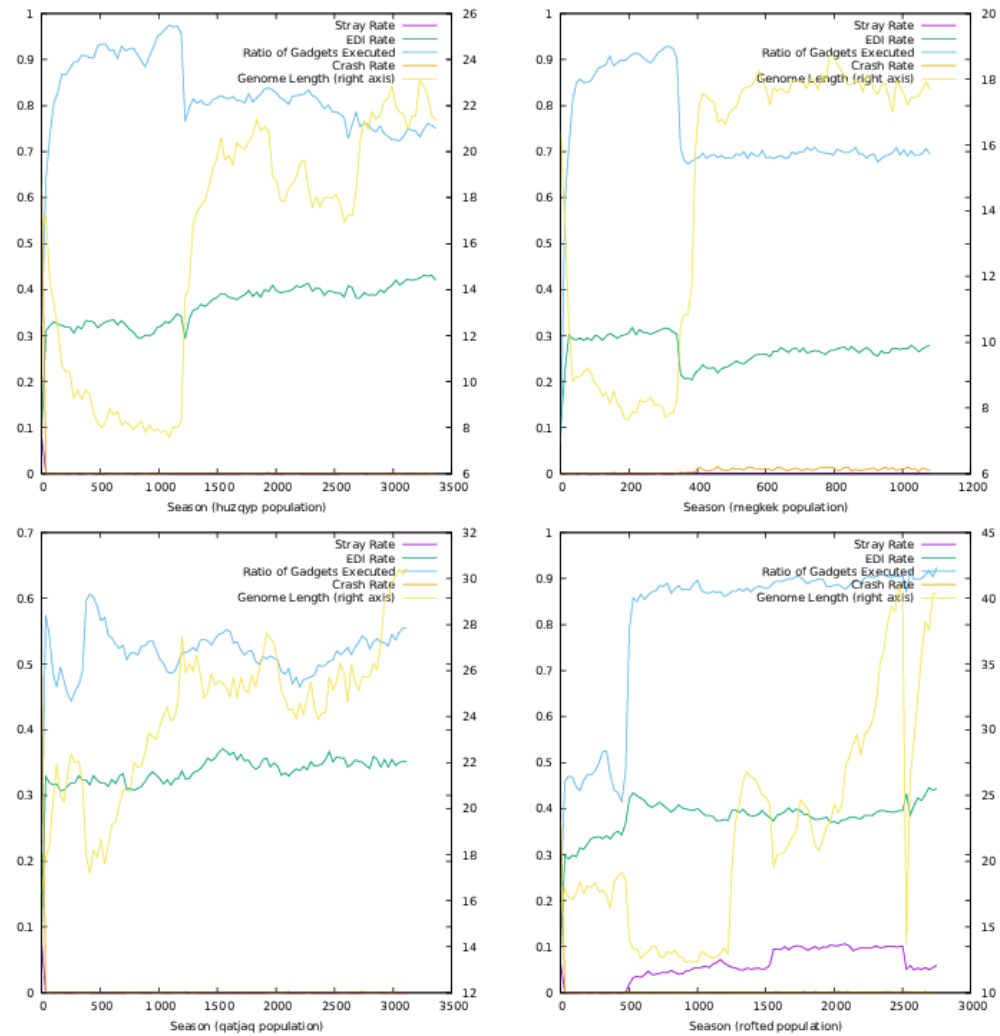 1
0.9
0.8
0.7
0.6
0.5
0.4
0.3
0.2
0.1
0
26
24
22
20
18
16
14
12
10
8
6
Stray Rate
EDI Rate
Ratio of Gadgets Executed
Crash Rate
Genome Length (right axis)
0 500 1000 1500 2000 2500 3000 3500
Season (huzqyp population)
1
0.9
0.8
0.7
0.6
0.5
0.4
0.3
0.2
0.1
0
20
18
16
14
12
10
8
6
Stray Rate
EDI Rate
Ratio of Gadgets Executed
Crash Rate
Genome Length (right axis)
0 200 400 600 800 1000 1200
Season (megkek population)
0.7
0.6
0.5
0.4
0.3
0.2
0.1
0
32
30
28
26
24
22
20
18
16
14
12
Stray Rate
EDI Rate
Ratio of Gadgets Executed
Crash Rate
Genome Length (right axis)
0 500 1000 1500 2000 2500 3000 3500
Season (qatjaq population)
1
0.9
0.8
0.7
0.6
0.5
0.4
0.3
0.2
0.1
0
45
40
35
30
25
20
15
10
Stray Rate
EDI Rate
Ratio of Gadgets Executed
Crash Rate
Genome Length (right axis)
0 500 1000 1500 2000 2500 3000
Season (rofted population)